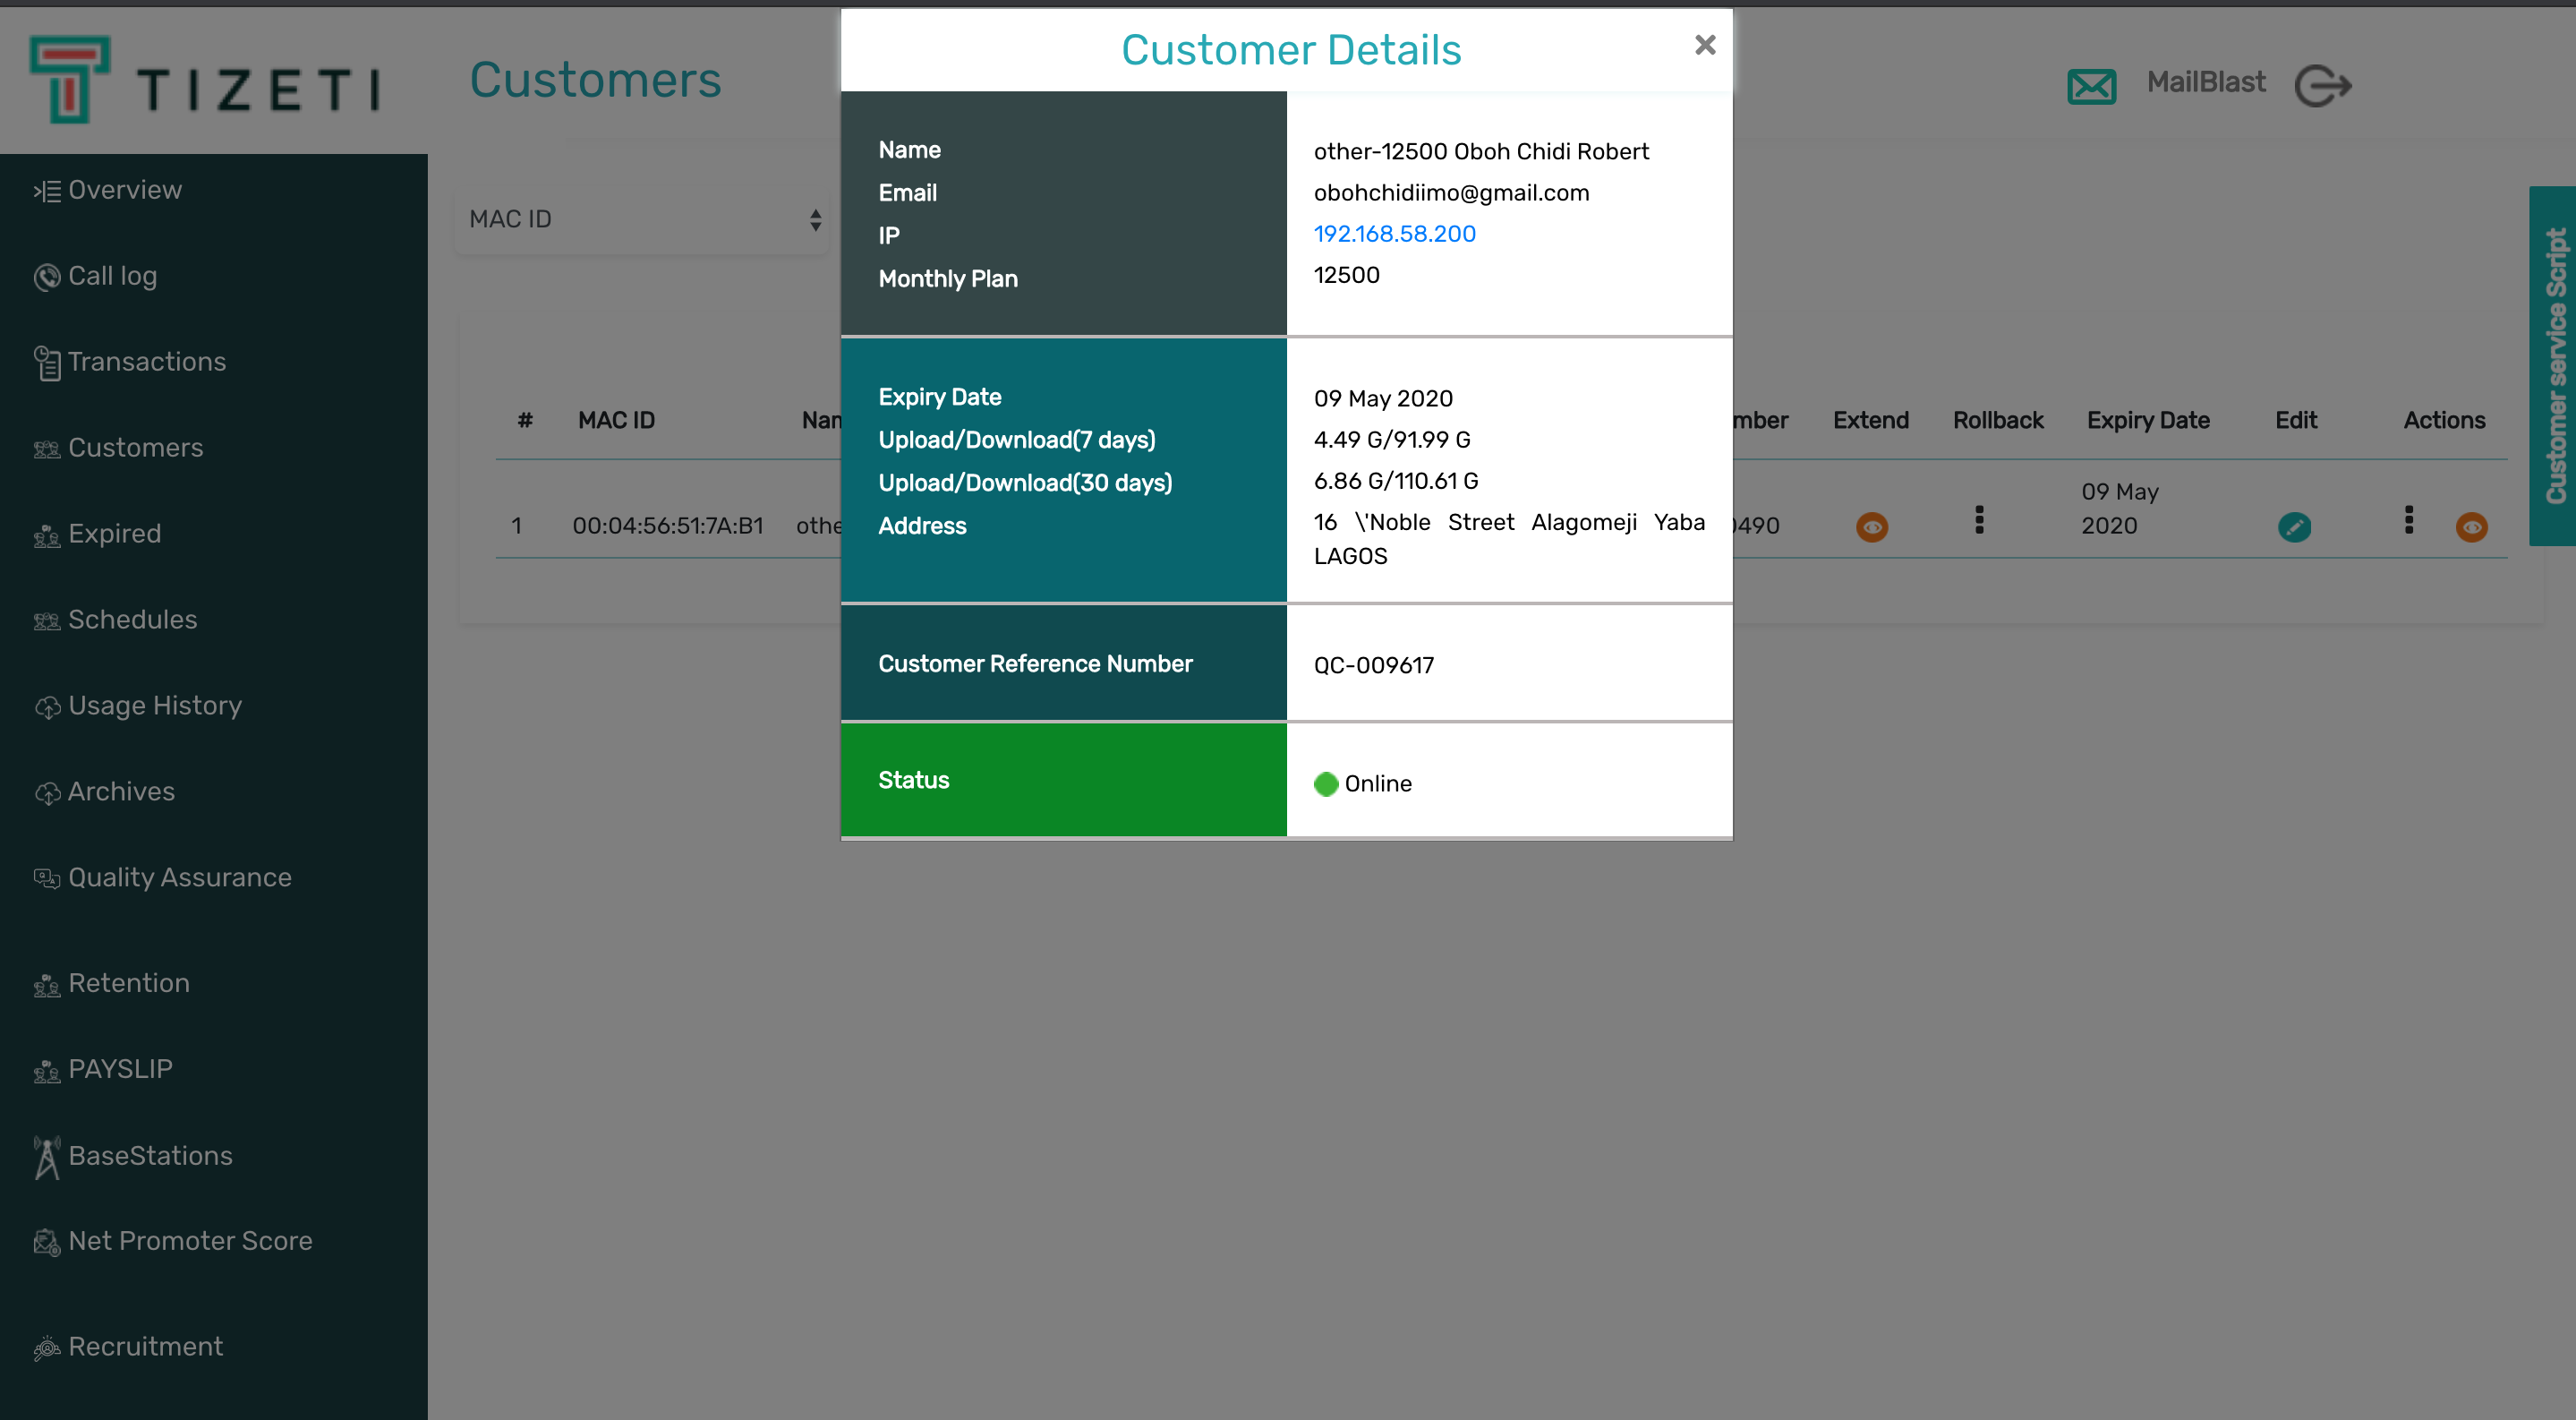 TIZETI
Customers
MailBlast
Customer Details
×
Name
other-12500 Oboh Chidi Robert
Email
obohchidiimo@gmail.com
IP
192.168.58.200
Monthly Plan
12500
Expiry Date
09 May 2020
Upload/Download(7 days)
4.49 G/91.99 G
Upload/Download(30 days)
6.86 G/110.61 G
Address
16 \'Noble Street Alagomeji Yaba
LAGOS
Customer Reference Number
QC-009617
Status
Online
Overview
Call log
Transactions
Customers
Expired
Schedules
Usage History
Archives
Quality Assurance
Retention
PAYSLIP
BaseStations
Net Promoter Score
Recruitment
MAC ID
# MAC ID Extend Rollback Expiry Date Edit Actions
1 00:04:56:51:7A:B1 09 May
2020
Customer service Script